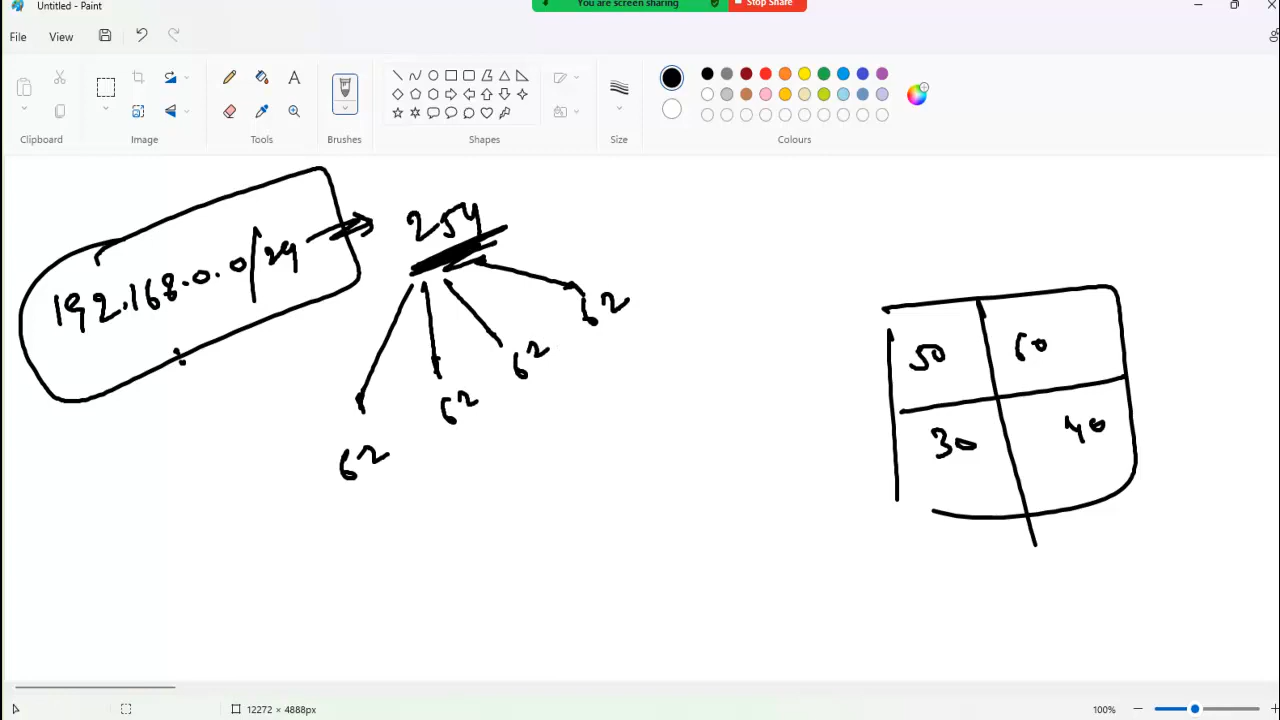 Untitled - Paint
You are screen sharing
Stop Share
File
View
Clipboard
Image
Tools
Brushes
Shapes
Size
Colours
192.168.0.0/24
254
62
62
62
62
50
60
30
40
12272 × 4888px
100%